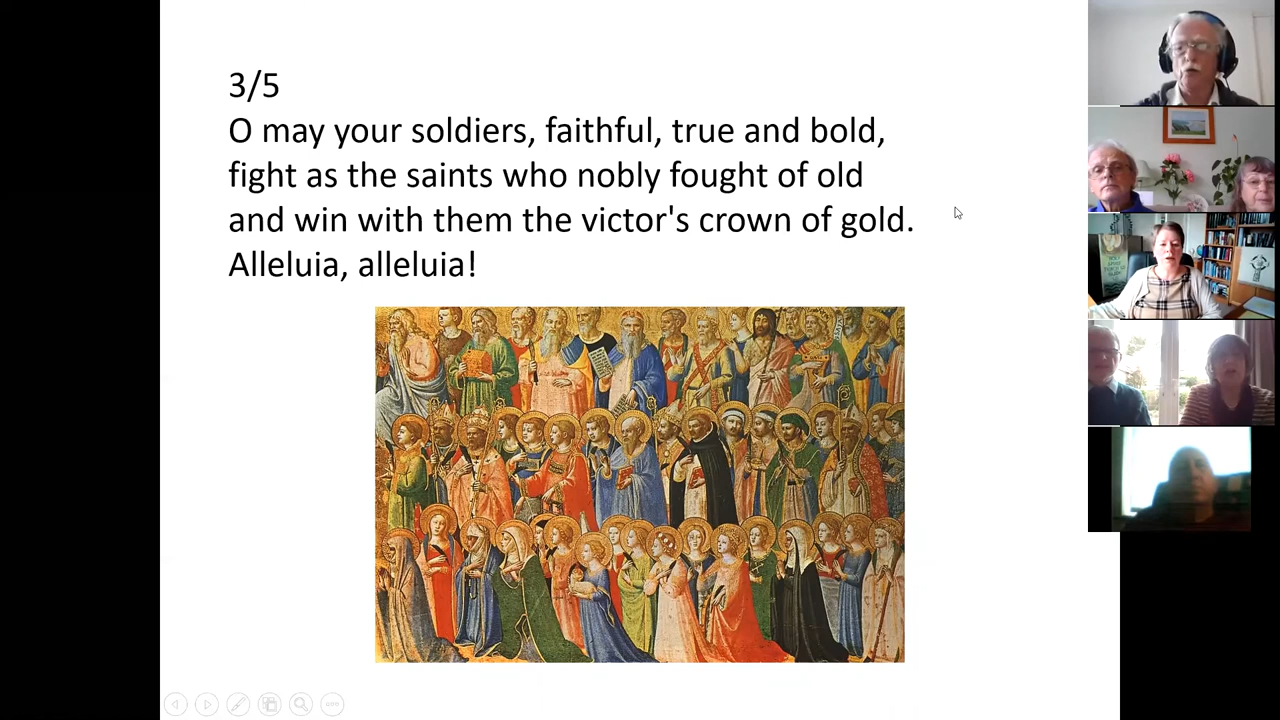 3/5
O may your soldiers, faithful, true and bold,
fight as the saints who nobly fought of old
and win with them the victor's crown of gold.
Alleluia, alleluia!